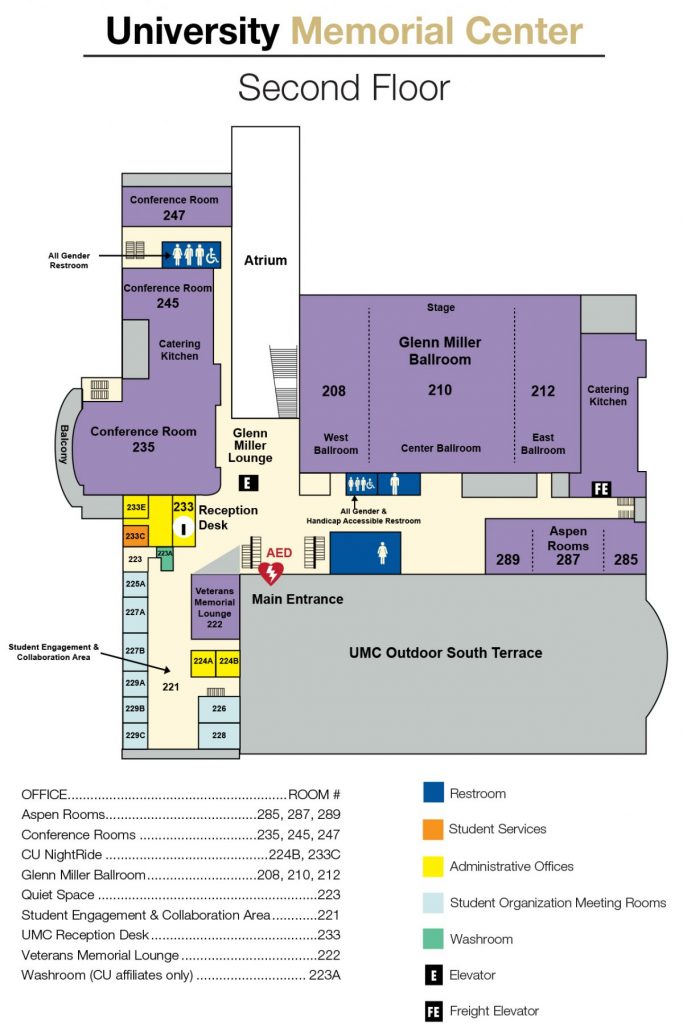 University Memorial Center
Second Floor
Conference Room
247
All Gender
Restroom
Atrium
Conference Room
245
Catering
Kitchen
Stage
Glenn Miller
Ballroom
208
210
212
West
Ballroom
Center Ballroom
East
Ballroom
Catering
Kitchen
Balcony
Conference Room
235
Glenn
Miller
Lounge
E
FE
233E
233
I
Reception
Desk
233C
All Gender &
Handicap Accessible Restroom
223
223A
AED
Aspen
Rooms
289
287
285
225A
Veterans
Memorial
Lounge
222
Main Entrance
227A
Student Engagement &
Collaboration Area
227B
224A
224B
UMC Outdoor South Terrace
229A
221
229B
226
229C
228
OFFICE......................................................ROOM #
Aspen Rooms.....................................285, 287, 289
Conference Rooms ............................235, 245, 247
CU NightRide ........................................224B, 233C
Glenn Miller Ballroom...........................208, 210, 212
Quiet Space ......................................................223
Student Engagement & Collaboration Area...........221
UMC Reception Desk.........................................233
Veterans Memorial Lounge .................................222
Washroom (CU affiliates only) ...........................223A
Restroom
Student Services
Administrative Offices
Student Organization Meeting Rooms
Washroom
E
Elevator
FE
Freight Elevator